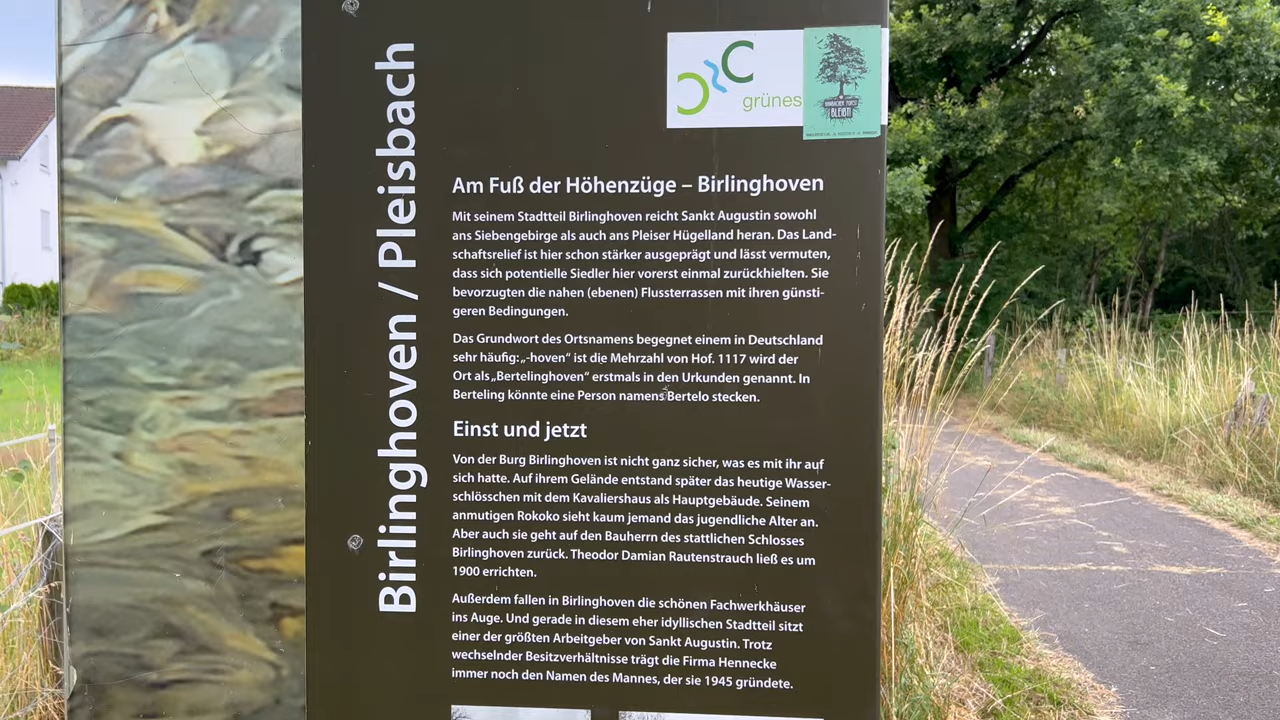 Birlinghoven / Pleisbach
grünes
HAMBACHER FORST
BLEIBT!
Am Fuß der Höhenzüge – Birlinghoven
Mit seinem Stadtteil Birlinghoven reicht Sankt Augustin sowohl
ans Siebengebirge als auch ans Pleiser Hügelland heran. Das Land-
schaftsrelief ist hier schon stärker ausgeprägt und lässt vermuten,
dass sich potentielle Siedler hier vorerst einmal zurückhielten. Sie
bevorzugten die nahen (ebenen) Flussterrassen mit ihren günsti-
geren Bedingungen.
Das Grundwort des Ortsnamens begegnet einem in Deutschland
sehr häufig: „-hoven“ ist die Mehrzahl von Hof. 1117 wird der
Ort als „Bertelinghoven“ erstmals in den Urkunden genannt. In
Berteling könnte eine Person namens Bertelo stecken.
Einst und jetzt
Von der Burg Birlinghoven ist nicht ganz sicher, was es mit ihr auf
sich hatte. Auf ihrem Gelände entstand später das heutige Wasser-
schlösschen mit dem Kavaliershaus als Hauptgebäude. Seinem
anmutigen Rokoko sieht kaum jemand das jugendliche Alter an.
Aber auch sie geht auf den Bauherrn des stattlichen Schlosses
Birlinghoven zurück. Theodor Damian Rautenstrauch ließ es um
1900 errichten.
Außerdem fallen in Birlinghoven die schönen Fachwerkhäuser
ins Auge. Und gerade in diesem eher idyllischen Stadtteil sitzt
einer der größten Arbeitgeber von Sankt Augustin. Trotz
wechselnder Besitzverhältnisse trägt die Firma Hennecke
immer noch den Namen des Mannes, der sie 1945 gründete.